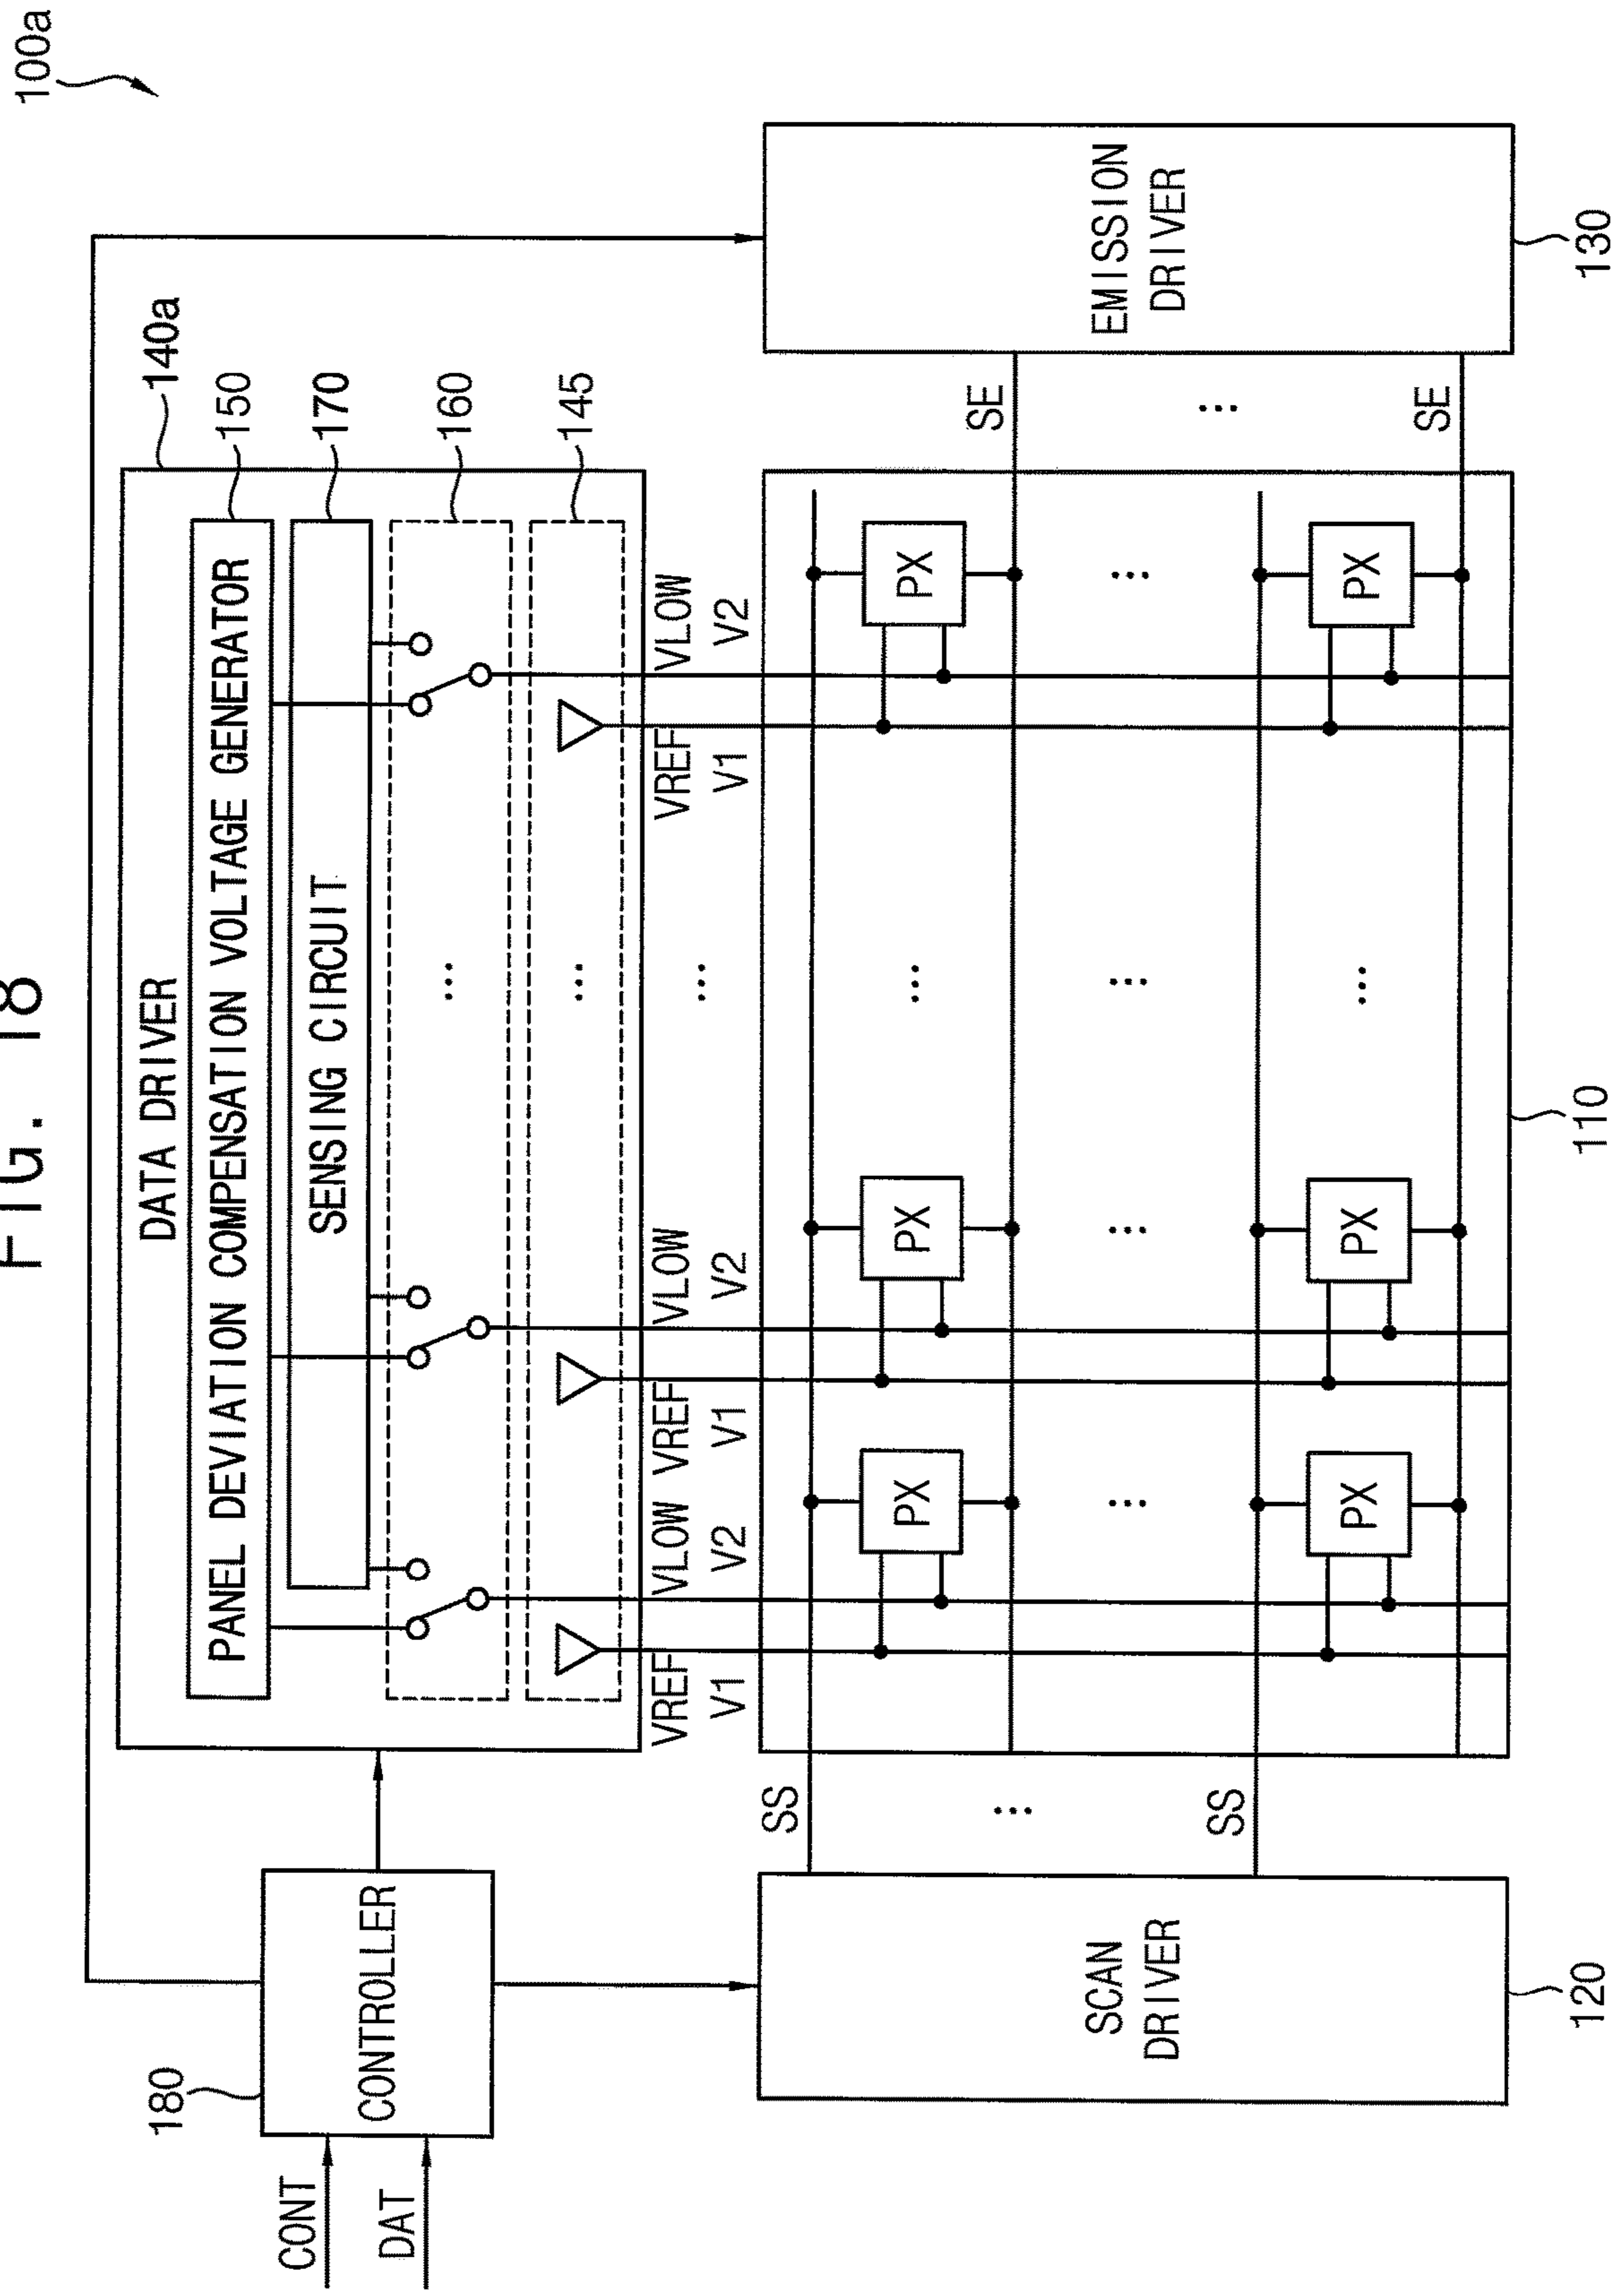 FIG. 18
100a
140a
150
170
160
145
180
CONT
DAT
CONTROLLER
DATA DRIVER
PANEL DEVIATION COMPENSATION VOLTAGE GENERATOR
SENSING CIRCUIT
...
...
VREF VLOW VREF VLOW ... VREF VLOW
V1 V2 V1 V2 V1 V2
SS
PX PX ... PX
SE
...
... ... ... ...
...
SS
PX PX ... PX
SE
SCAN
DRIVER
EMISSION
DRIVER
120
110
130